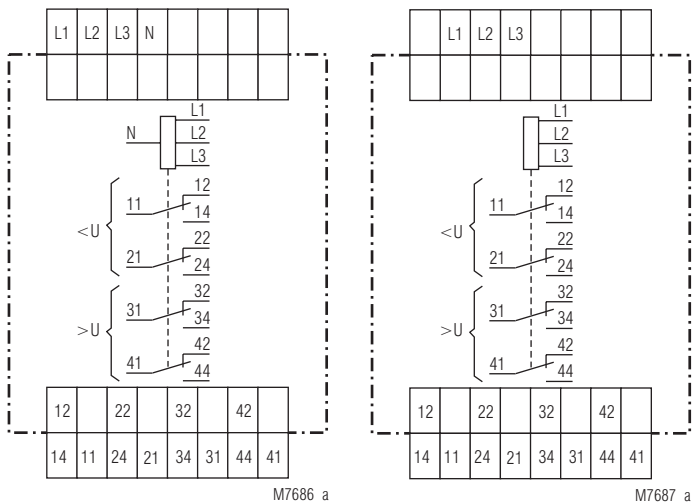 L1 L2 L3 N
L1
N L2
L3
12
11
14
<U
22
21
24
32
31
34
>U
42
41
44
12 22 32 42
14 11 24 21 34 31 44 41
M7686_a
L1 L2 L3
L1
L2
L3
12
11
14
<U
22
21
24
32
31
34
>U
42
41
44
12 22 32 42
14 11 24 21 34 31 44 41
M7687_a